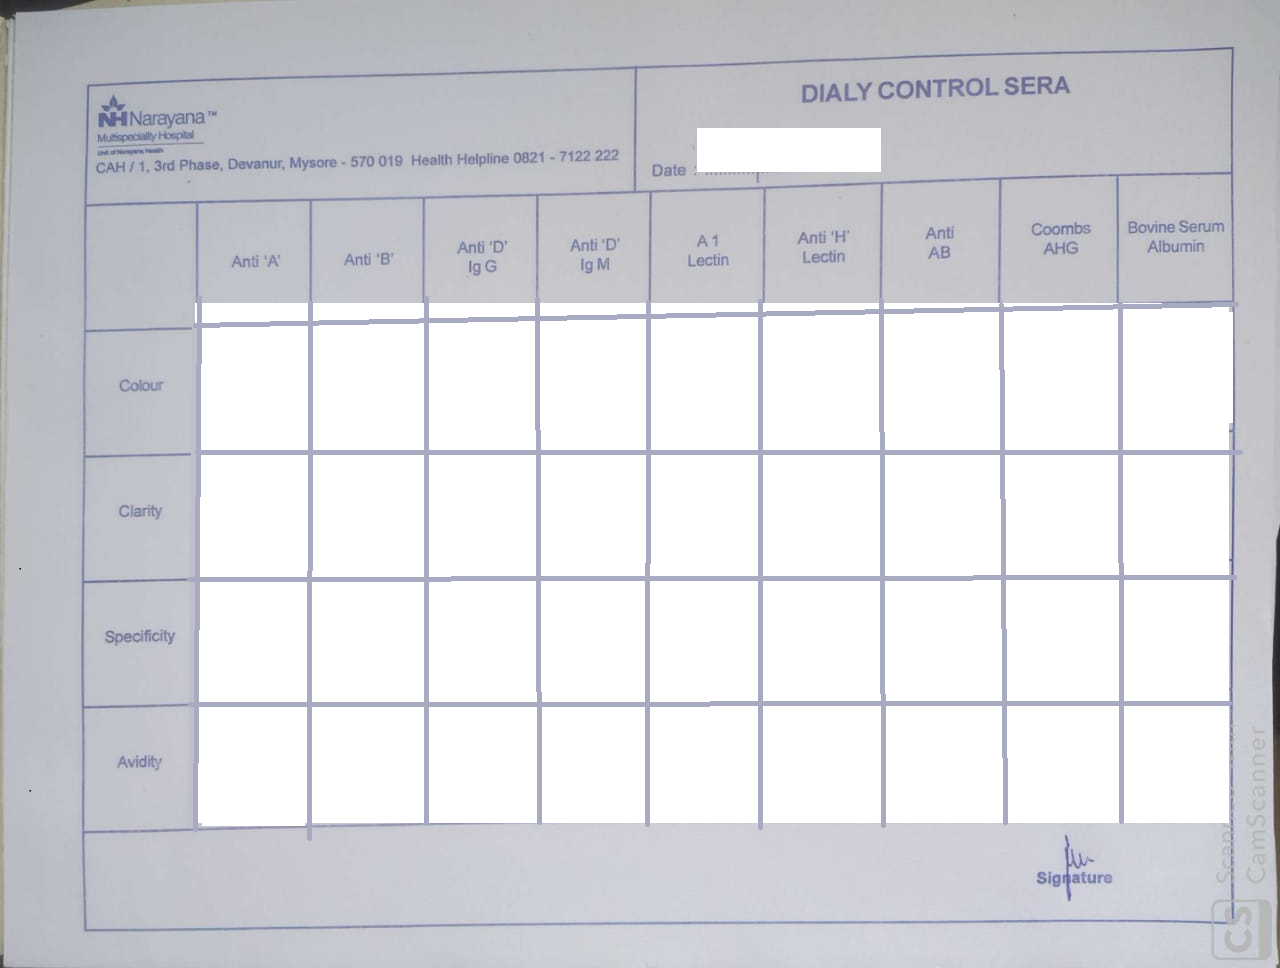 NH Narayana™
Multispecialty Hospital
Unit of Narayana Health
CAH / 1, 3rd Phase, Devanur, Mysore - 570 019 Health Helpline 0821 - 7122 222
DIALY CONTROL SERA
Date :
Anti 'A'
Anti 'B'
Anti 'D'
Ig G
Anti 'D'
Ig M
A 1
Lectin
Anti 'H'
Lectin
Anti
AB
Coombs
AHG
Bovine Serum
Albumin
Colour
Clarity
Specificity
Avidity
Signature
CS
CamScanner